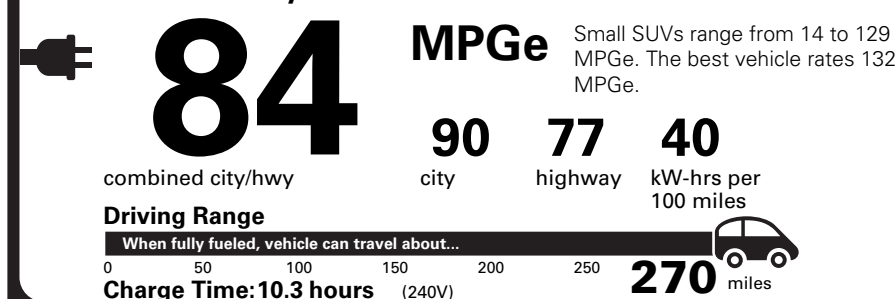 84
MPGe
Small SUVs range from 14 to 129
MPGe. The best vehicle rates 132
MPGe.
90 77 40
combined city/hwy city highway kW-hrs per
100 miles
Driving Range
When fully fueled, vehicle can travel about...
0 50 100 150 200 250 270 miles
Charge Time: 10.3 hours (240V)